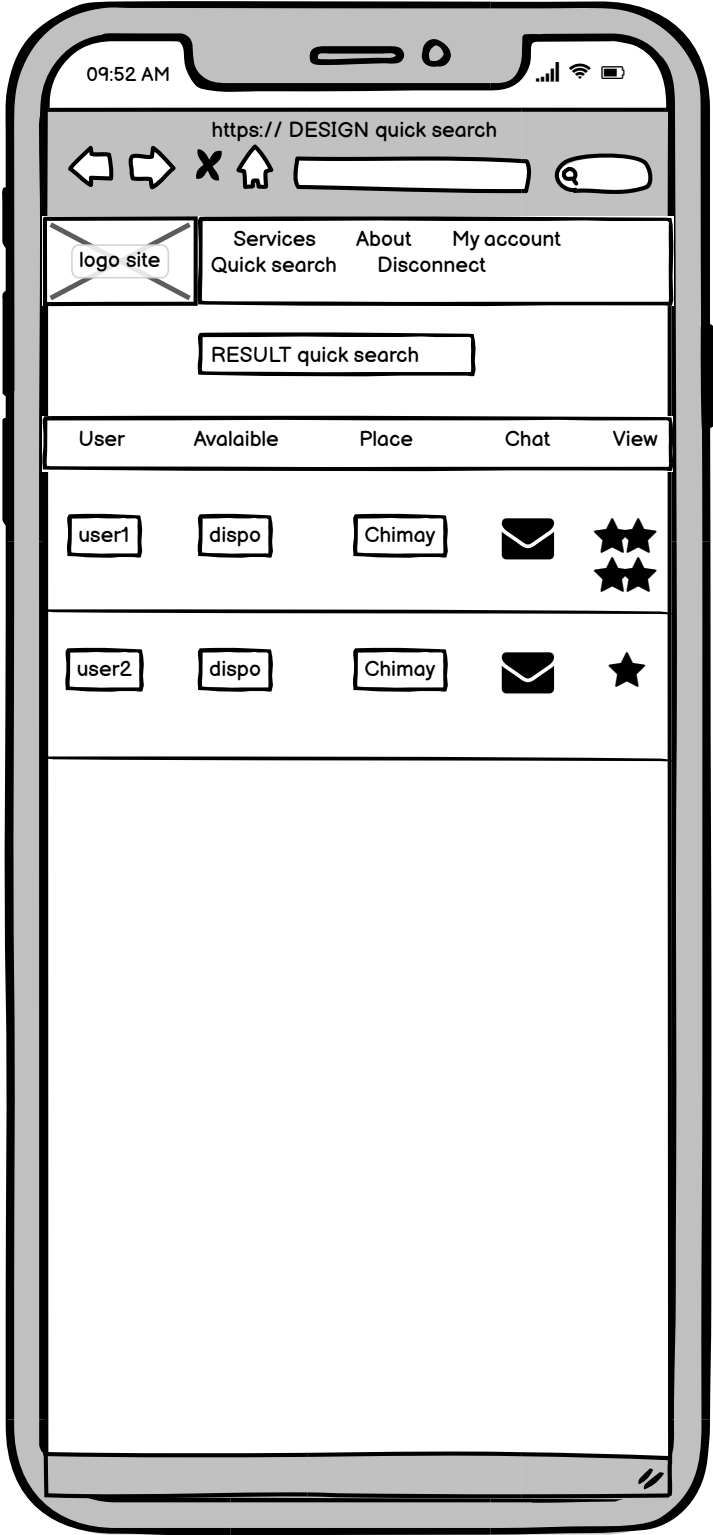 09:52 AM
https:// DESIGN quick search
logo site
Services About My account
Quick search Disconnect
RESULT quick search
User Avalaible Place Chat View
user1 dispo Chimay
user2 dispo Chimay